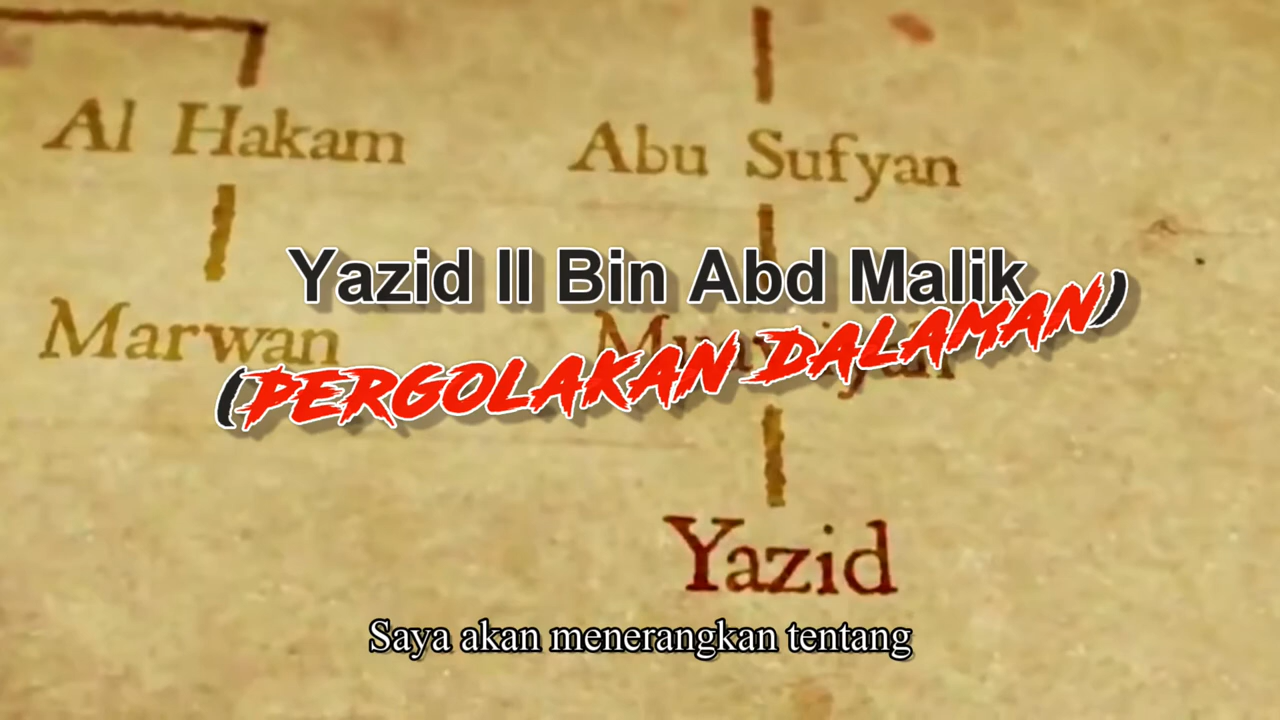 Al Hakam
Abu Sufyan
Yazid II Bin Abd Malik
Marwan
(PERGOLAKAN DALAMAN)
Yazid
Saya akan menerangkan tentang